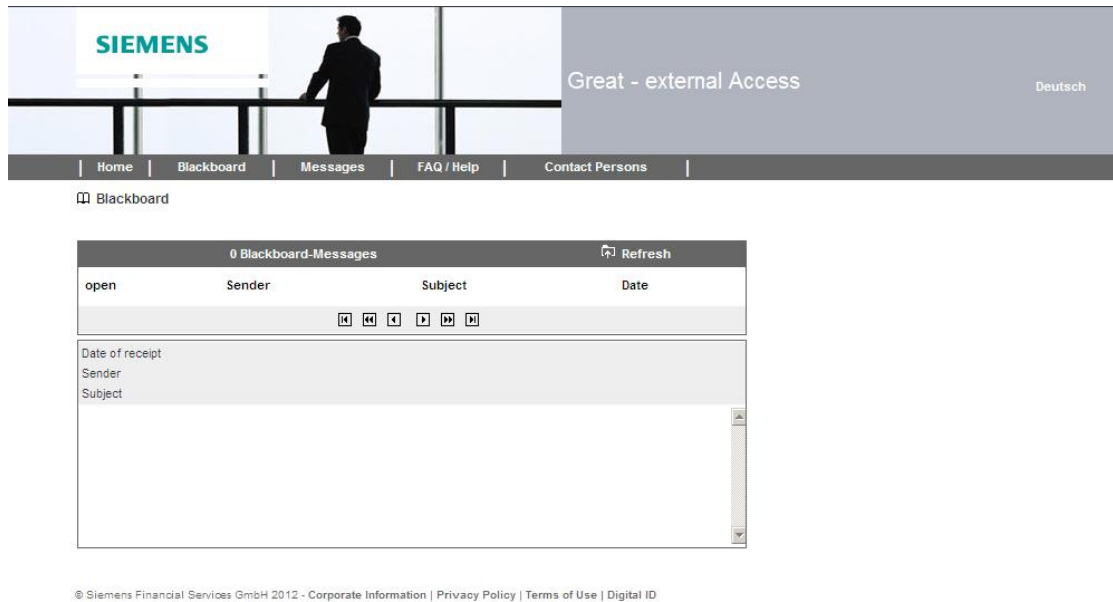 SIEMENS
Great - external Access
Deutsch
| Home | Blackboard | Messages | FAQ / Help | Contact Persons |
Blackboard
0 Blackboard-Messages Refresh
open Sender Subject Date
Date of receipt
Sender
Subject
© Siemens Financial Services GmbH 2012 - Corporate Information | Privacy Policy | Terms of Use | Digital ID